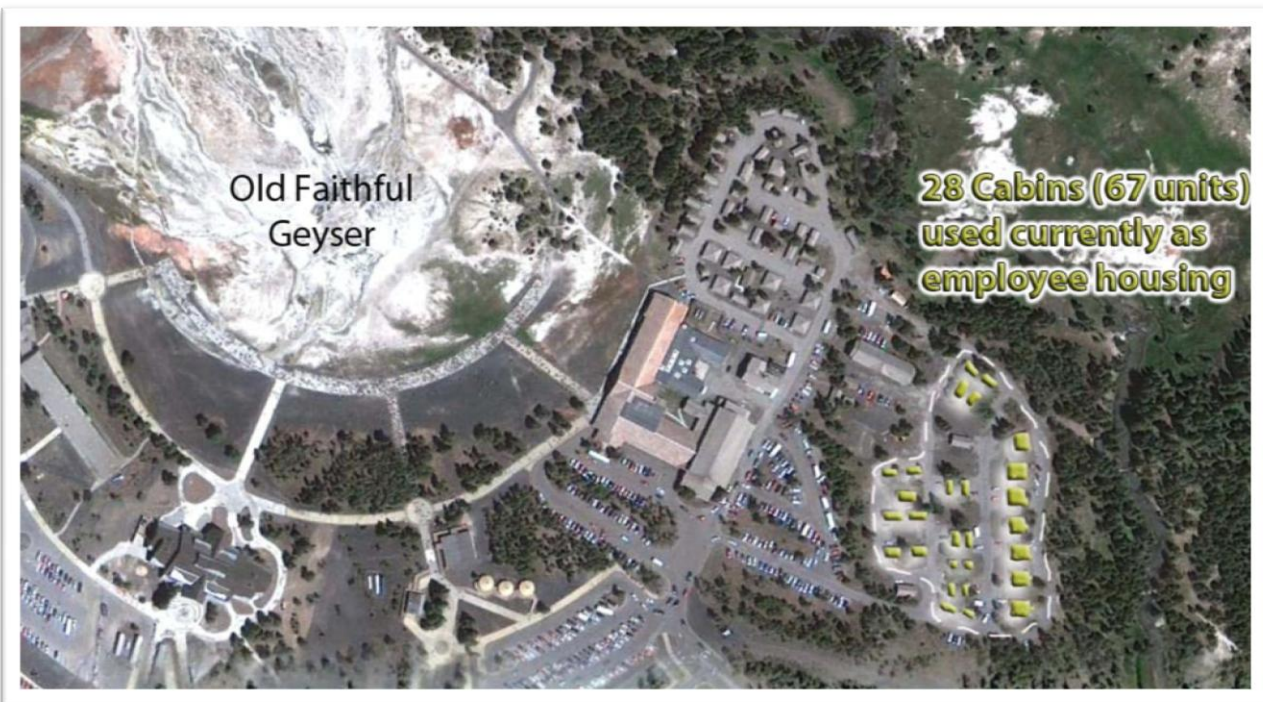 Old Faithful
Geyser
28 Cabins (67 units)
used currently as
employee housing